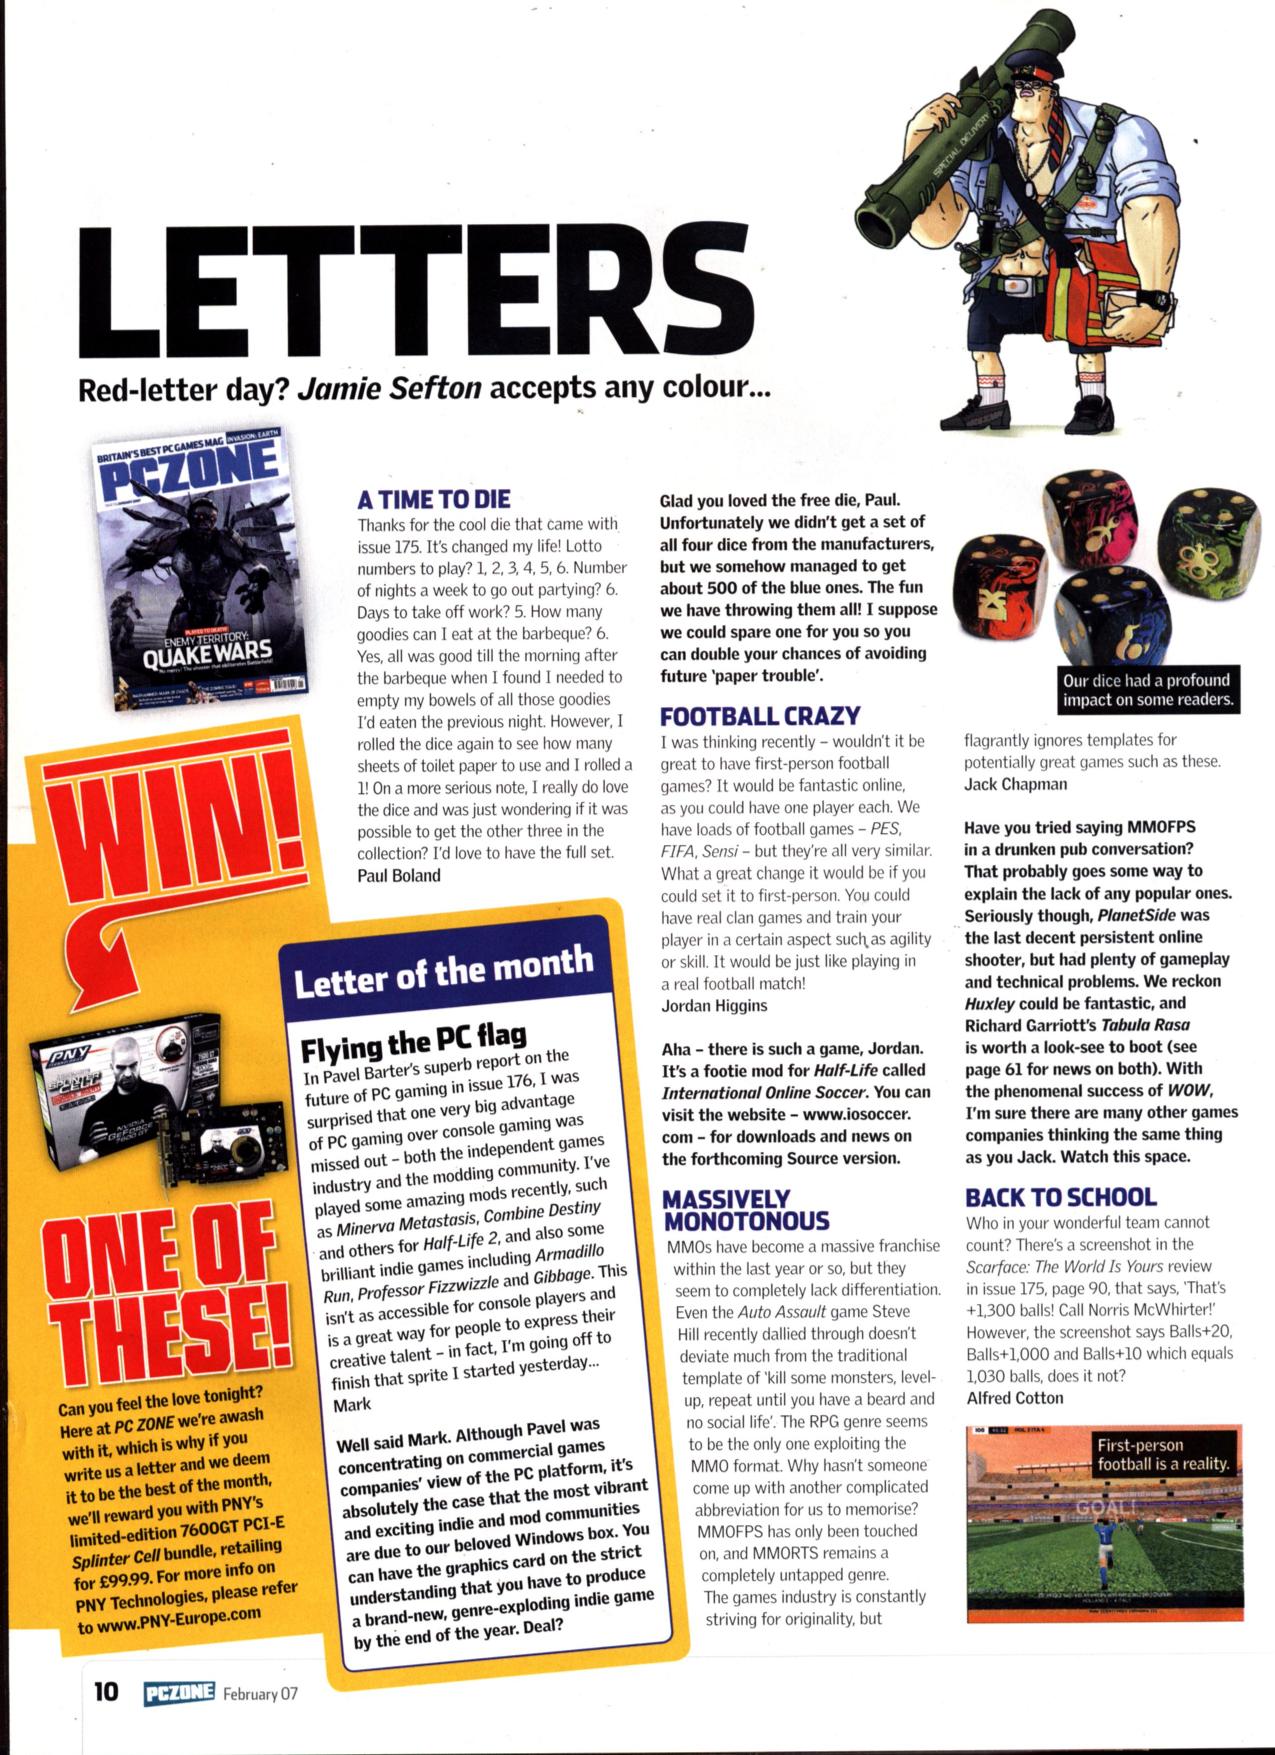 SPECIAL DELIVERY
LETTERS
Red-letter day? Jamie Sefton accepts any colour...
BRITAIN'S BEST PC GAMES MAG
INVASION: EARTH
PCZONE
PLAYED TO DEATH!
ENEMY TERRITORY:
QUAKE WARS
WIN!
PNY
SPLINTER CELL
NVIDIA
GEFORCE
ONE OF
THESE!
Can you feel the love tonight?
Here at PC ZONE we're awash
with it, which is why if you
write us a letter and we deem
it to be the best of the month,
we'll reward you with PNY's
limited-edition 7600GT PCI-E
Splinter Cell bundle, retailing
for £99.99. For more info on
PNY Technologies, please refer
to www.PNY-Europe.com
A TIME TO DIE
Thanks for the cool die that came with
issue 175. It's changed my life! Lotto
numbers to play? 1, 2, 3, 4, 5, 6. Number
of nights a week to go out partying? 6.
Days to take off work? 5. How many
goodies can I eat at the barbeque? 6.
Yes, all was good till the morning after
the barbeque when I found I needed to
empty my bowels of all those goodies
I'd eaten the previous night. However, I
rolled the dice again to see how many
sheets of toilet paper to use and I rolled a
1! On a more serious note, I really do love
the dice and was just wondering if it was
possible to get the other three in the
collection? I'd love to have the full set.
Paul Boland
Letter of the month
Flying the PC flag
In Pavel Barter's superb report on the
future of PC gaming in issue 176, I was
surprised that one very big advantage
of PC gaming over console gaming was
missed out – both the independent games
industry and the modding community. I've
played some amazing mods recently, such
as Minerva Metastasis, Combine Destiny
and others for Half-Life 2, and also some
brilliant indie games including Armadillo
Run, Professor Fizzwizzle and Gibbage. This
isn't as accessible for console players and
is a great way for people to express their
creative talent – in fact, I'm going off to
finish that sprite I started yesterday...
Mark
Well said Mark. Although Pavel was
concentrating on commercial games
companies' view of the PC platform, it's
absolutely the case that the most vibrant
and exciting indie and mod communities
are due to our beloved Windows box. You
can have the graphics card on the strict
understanding that you have to produce
a brand-new, genre-exploding indie game
by the end of the year. Deal?
Glad you loved the free die, Paul.
Unfortunately we didn't get a set of
all four dice from the manufacturers,
but we somehow managed to get
about 500 of the blue ones. The fun
we have throwing them all! I suppose
we could spare one for you so you
can double your chances of avoiding
future 'paper trouble'.
FOOTBALL CRAZY
I was thinking recently – wouldn't it be
great to have first-person football
games? It would be fantastic online,
as you could have one player each. We
have loads of football games – PES,
FIFA, Sensi – but they're all very similar.
What a great change it would be if you
could set it to first-person. You could
have real clan games and train your
player in a certain aspect such as agility
or skill. It would be just like playing in
a real football match!
Jordan Higgins
Aha – there is such a game, Jordan.
It's a footie mod for Half-Life called
International Online Soccer. You can
visit the website – www.iosoccer.
com – for downloads and news on
the forthcoming Source version.
MASSIVELY
MONOTONOUS
MMOs have become a massive franchise
within the last year or so, but they
seem to completely lack differentiation.
Even the Auto Assault game Steve
Hill recently dallied through doesn't
deviate much from the traditional
template of 'kill some monsters, level-
up, repeat until you have a beard and
no social life'. The RPG genre seems
to be the only one exploiting the
MMO format. Why hasn't someone
come up with another complicated
abbreviation for us to memorise?
MMOFPS has only been touched
on, and MMORTS remains a
completely untapped genre.
The games industry is constantly
striving for originality, but
Our dice had a profound
impact on some readers.
flagrantly ignores templates for
potentially great games such as these.
Jack Chapman
Have you tried saying MMOFPS
in a drunken pub conversation?
That probably goes some way to
explain the lack of any popular ones.
Seriously though, PlanetSide was
the last decent persistent online
shooter, but had plenty of gameplay
and technical problems. We reckon
Huxley could be fantastic, and
Richard Garriott's Tabula Rasa
is worth a look-see to boot (see
page 61 for news on both). With
the phenomenal success of WOW,
I'm sure there are many other games
companies thinking the same thing
as you Jack. Watch this space.
BACK TO SCHOOL
Who in your wonderful team cannot
count? There's a screenshot in the
Scarface: The World Is Yours review
in issue 175, page 90, that says, 'That's
+1,300 balls! Call Norris McWhirter!'
However, the screenshot says Balls+20,
Balls+1,000 and Balls+10 which equals
1,030 balls, does it not?
Alfred Cotton
First-person
football is a reality.
GOAL!
10
PCZONE
February 07